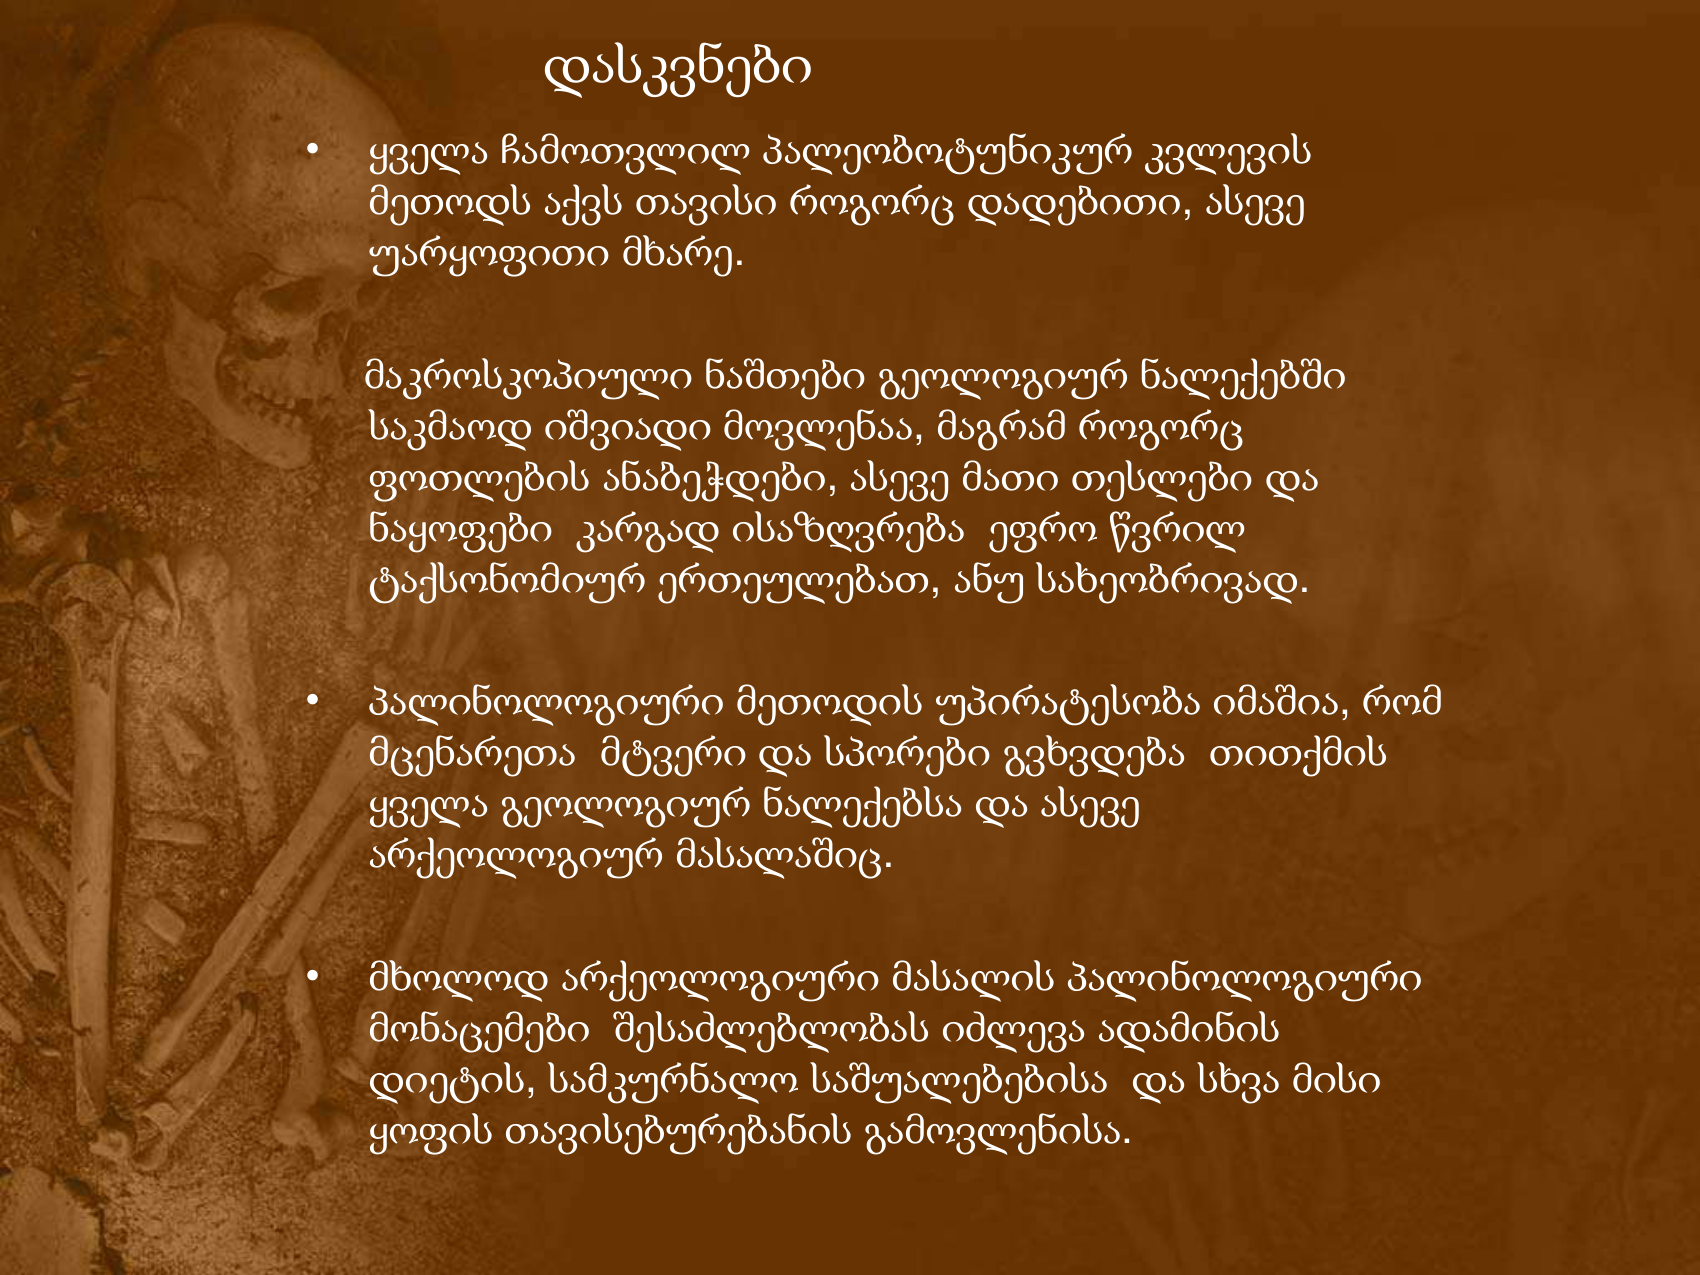 დასკვნები
• ყველა ჩამოთვლილ პალეობოტუნიკურ კვლევის
მეთოდს აქვს თავისი როგორც დადებითი, ასევე
უარყოფითი მხარე.
მაკროსკოპიული ნაშთები გეოლოგიურ ნალექებში
საკმაოდ იშვიადი მოვლენაა, მაგრამ როგორც
ფოთლების ანაბეჭდები, ასევე მათი თესლები და
ნაყოფები კარგად ისაზღვრება ეფრო წვრილ
ტაქსონომიურ ერთეულებათ, ანუ სახეობრივად.
• პალინოლოგიური მეთოდის უპირატესობა იმაშია, რომ
მცენარეთა მტვერი და სპორები გვხვდება თითქმის
ყველა გეოლოგიურ ნალექებსა და ასევე
არქეოლოგიურ მასალაშიც.
• მხოლოდ არქეოლოგიური მასალის პალინოლოგიური
მონაცემები შესაძლებლობას იძლევა ადამინის
დიეტის, სამკურნალო საშუალებებისა და სხვა მისი
ყოფის თავისებურებანის გამოვლენისა.